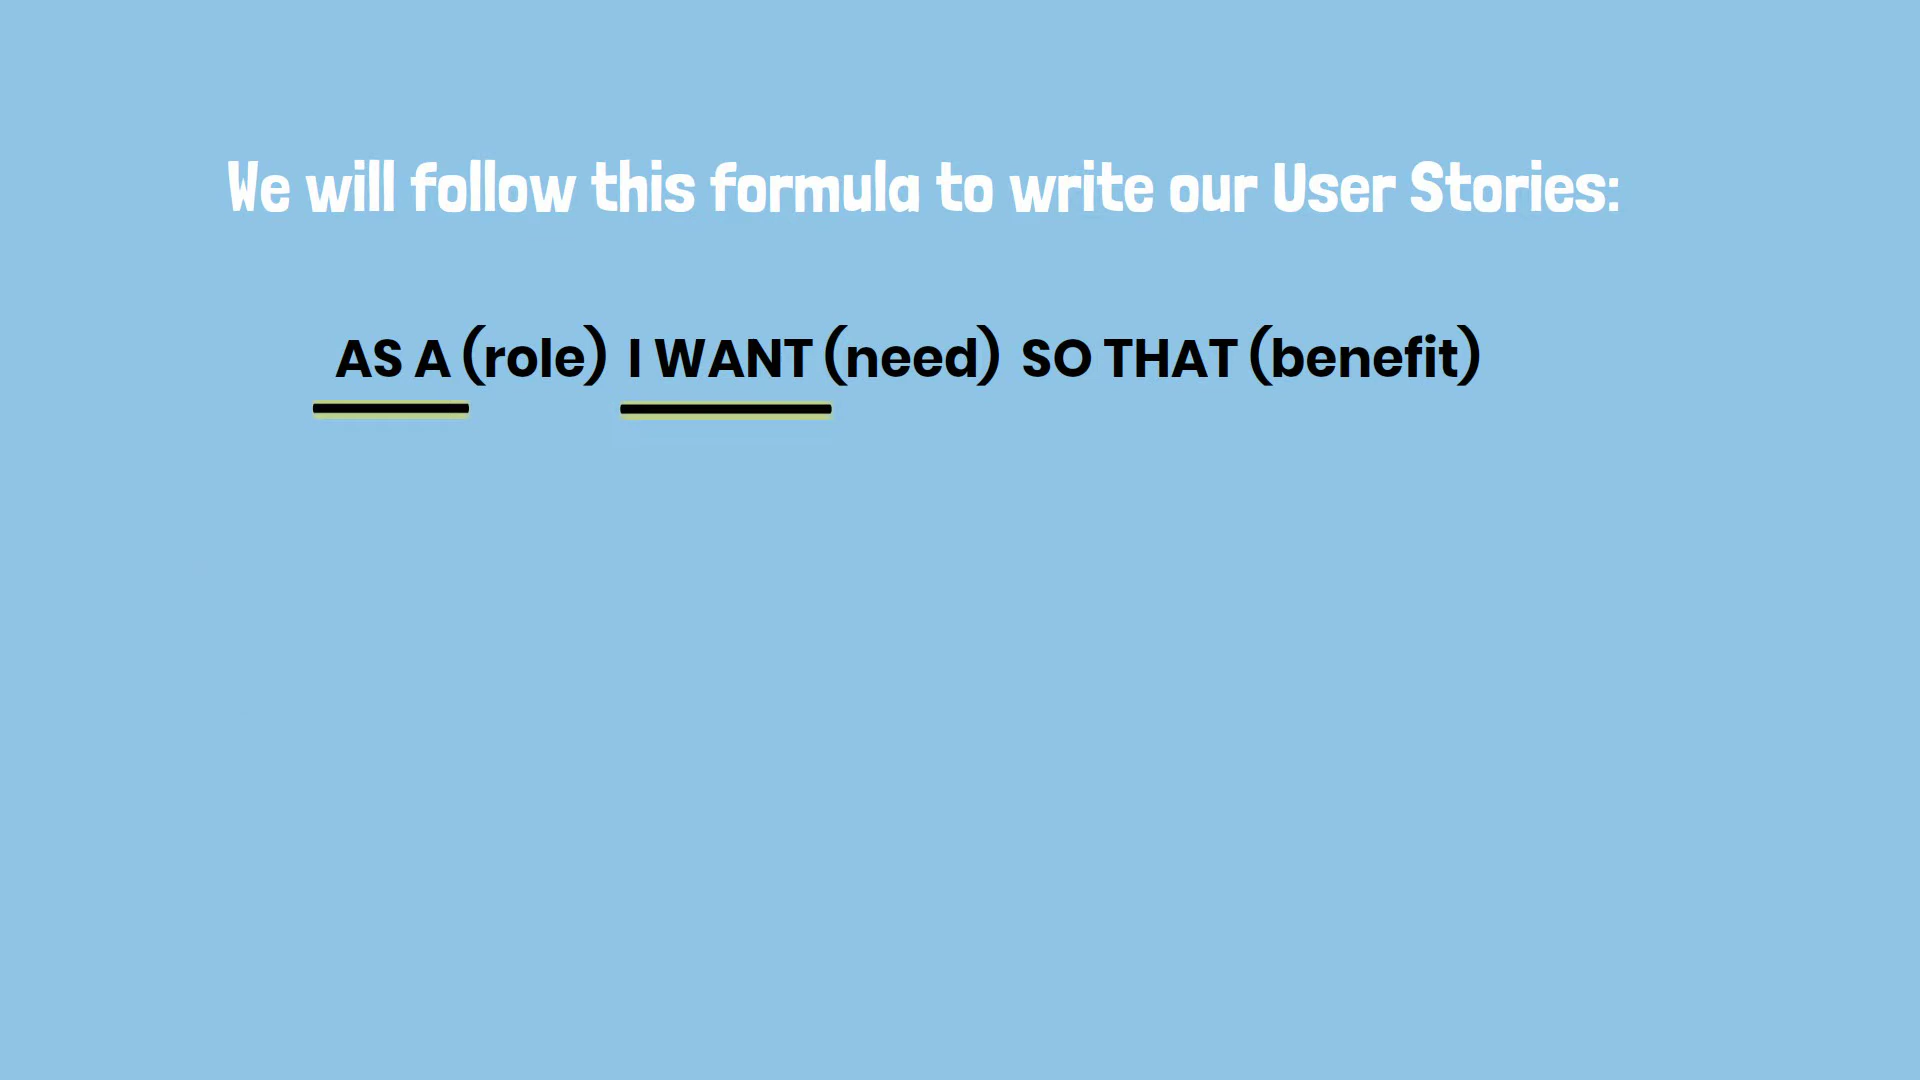 We will follow this formula to write our User Stories:
AS A (role) I WANT (need) SO THAT (benefit)